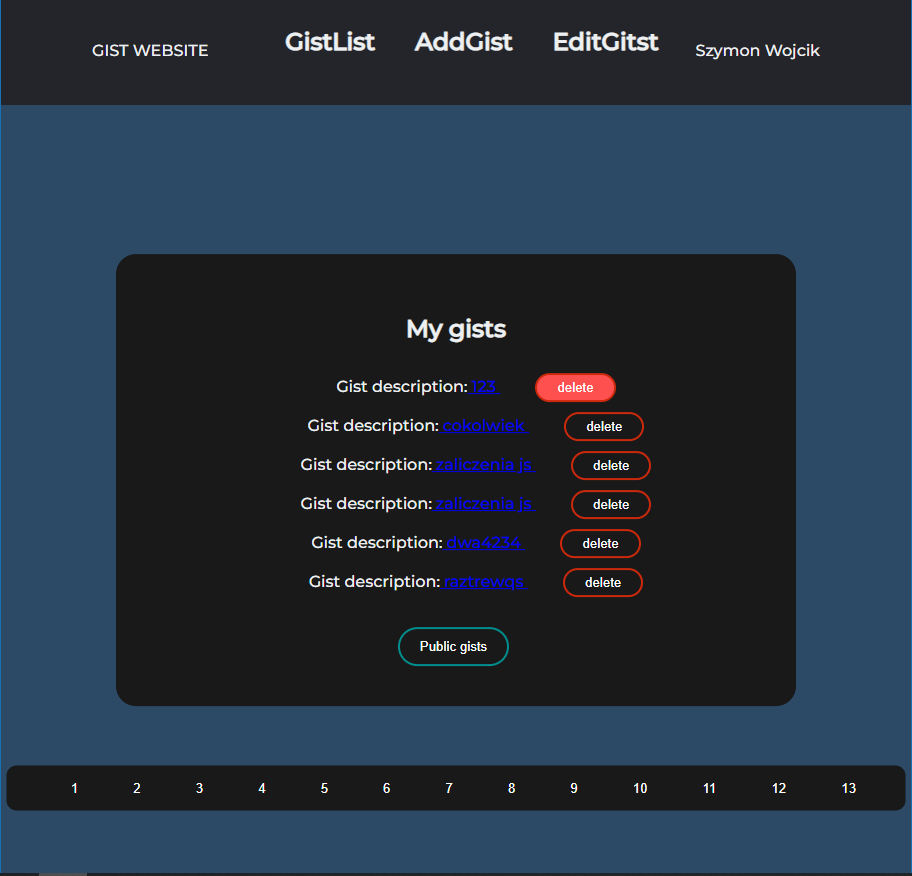 GIST WEBSITE GistList AddGist EditGitst Szymon Wojcik
My gists
Gist description: 123 delete
Gist description: cokolwiek delete
Gist description: zaliczenia js delete
Gist description: zaliczenia js delete
Gist description: dwa4234 delete
Gist description: raztrewqs delete
Public gists
1 2 3 4 5 6 7 8 9 10 11 12 13